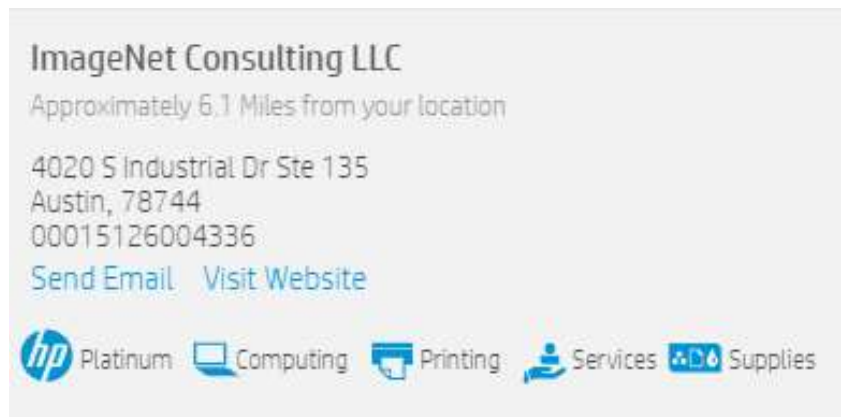 ImageNet Consulting LLC
Approximately 6.1 Miles from your location
4020 S Industrial Dr Ste 135
Austin, 78744
00015126004336
Send Email Visit Website
hp Platinum Computing Printing Services Supplies